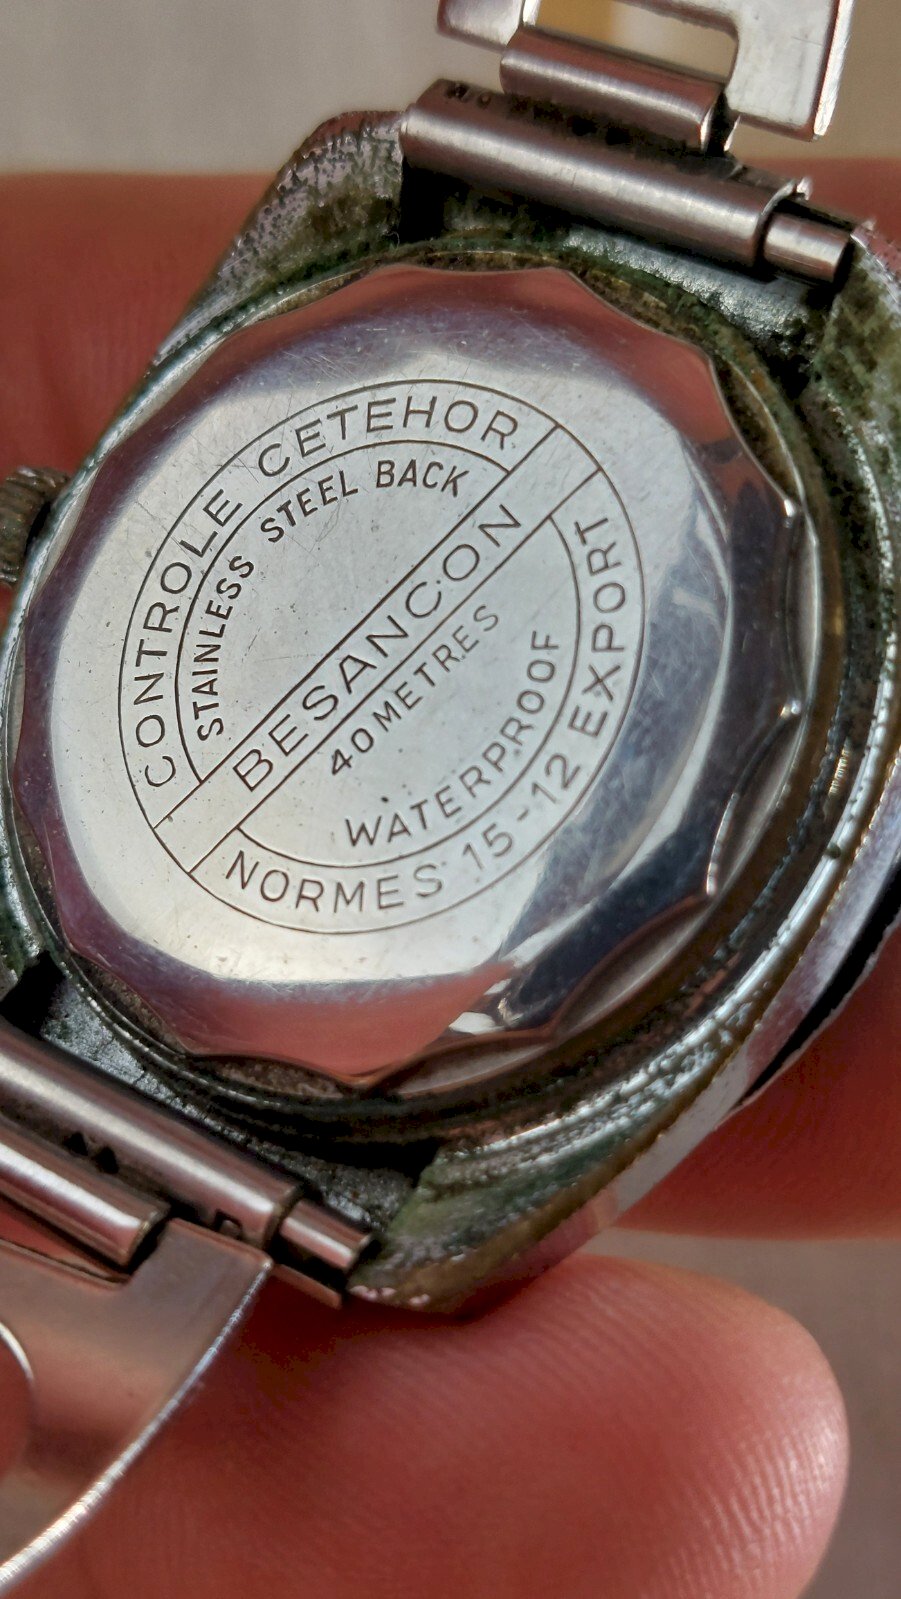 CONTROLE CETEHOR
STAINLESS STEEL BACK
BESANCON
40 METRES
WATERPROOF
NORMES 15-12 EXPORT